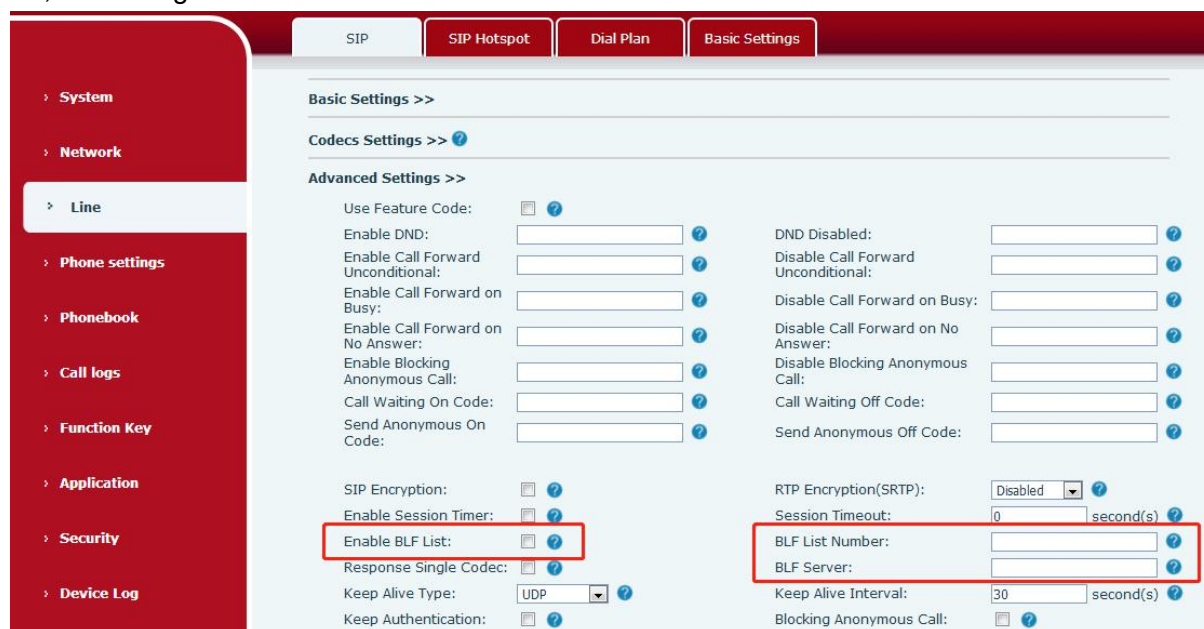 SIP
SIP Hotspot
Dial Plan
Basic Settings
System
Network
Line
Phone settings
Phonebook
Call logs
Function Key
Application
Security
Device Log
Basic Settings >>
Codecs Settings >>
Advanced Settings >>
Use Feature Code:
Enable DND:
DND Disabled:
Enable Call Forward
Unconditional:
Disable Call Forward
Unconditional:
Enable Call Forward on
Busy:
Disable Call Forward on Busy:
Enable Call Forward on
No Answer:
Disable Call Forward on No
Answer:
Enable Blocking
Anonymous Call:
Disable Blocking Anonymous
Call:
Call Waiting On Code:
Call Waiting Off Code:
Send Anonymous On
Code:
Send Anonymous Off Code:
SIP Encryption:
RTP Encryption(SRTP): Disabled
Enable Session Timer:
Session Timeout: 0 second(s)
Enable BLF List:
BLF List Number:
Response Single Codec:
BLF Server:
Keep Alive Type: UDP
Keep Alive Interval: 30 second(s)
Keep Authentication:
Blocking Anonymous Call: